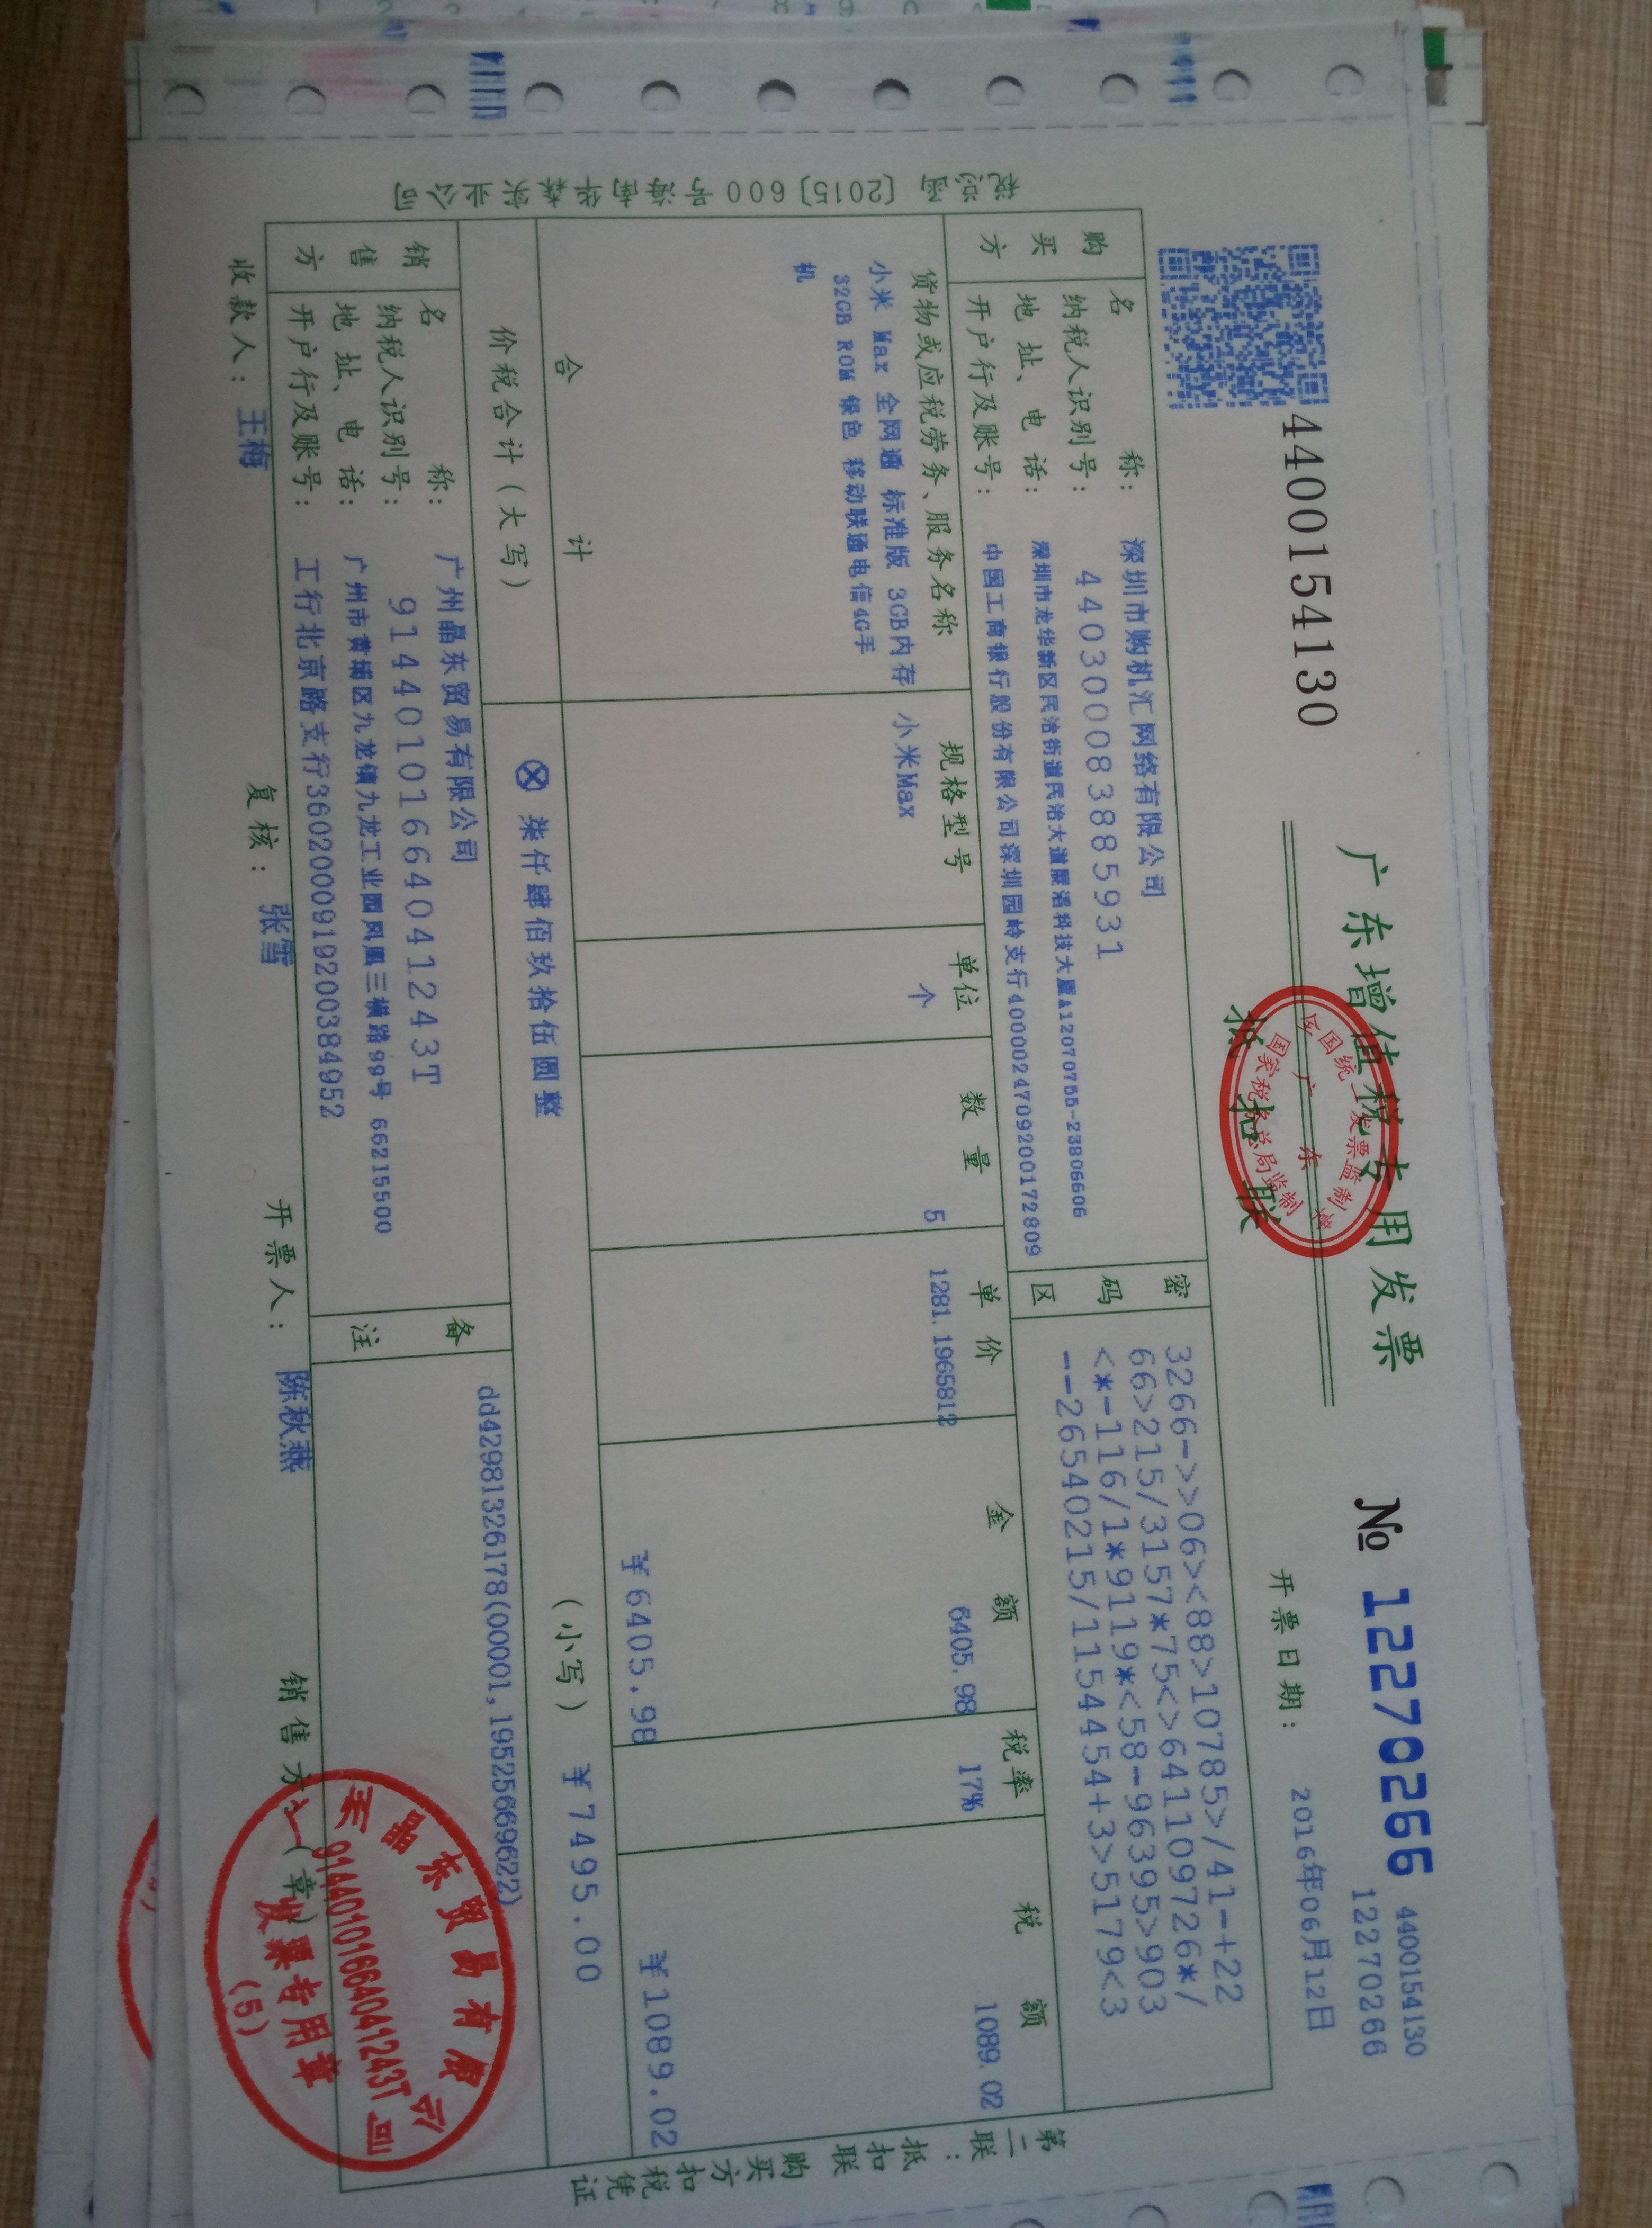 4400154130
广东增值税专用发票
抵扣联
№ 12270266
4400154130
12270266
开票日期: 2016年06月12日
税总函〔2015〕600号海南华森实业公司
购买方
名 称: 深圳市购机汇网络有限公司
纳税人识别号: 440300083885931
地 址、电 话: 深圳市龙华新区民治街道民治大道展滔科技大厦A12070755-23806606
开户行及账号: 中国工商银行股份有限公司深圳园岭支行4000024709200172809
密码区
3266->>06><88>10785>/41-+22
66>215/3157*75<>641109726*/
<*-116/1*9119*<58-96395>903
--265402215/1154454+3>5179<3
货物或应税劳务、服务名称 规格型号 单位 数量 单价 金额 税率 税额
小米 Max 全网通 标准版 3GB内存 小米Max 个 5 1281.1965812 6405.98 17% 1089.02
32GB ROM 银色 移动联通电信4G手
机
合 计 ¥6405.98 ¥1089.02
价税合计(大写) ⊗ 柒仟肆佰玖拾伍圆整 (小写) ¥7495.00
销售方
名 称: 广州晶东贸易有限公司
纳税人识别号: 91440101664041243T
地 址、电 话: 广州市黄埔区九龙镇九龙工业园凤凰三横路99号 66215500
开户行及账号: 工行北京路支行3602000919200384952
备注
dd42981326178(00001,19525669622)
收款人: 王梅 复核: 张雪 开票人: 陈秋燕 销售方:(章)
第二联:抵扣联 购买方扣税凭证
全国统一发票监制章
广东
国家税务总局监制
晶东贸易有限公司
91440101664041243T
发票专用章
(5)